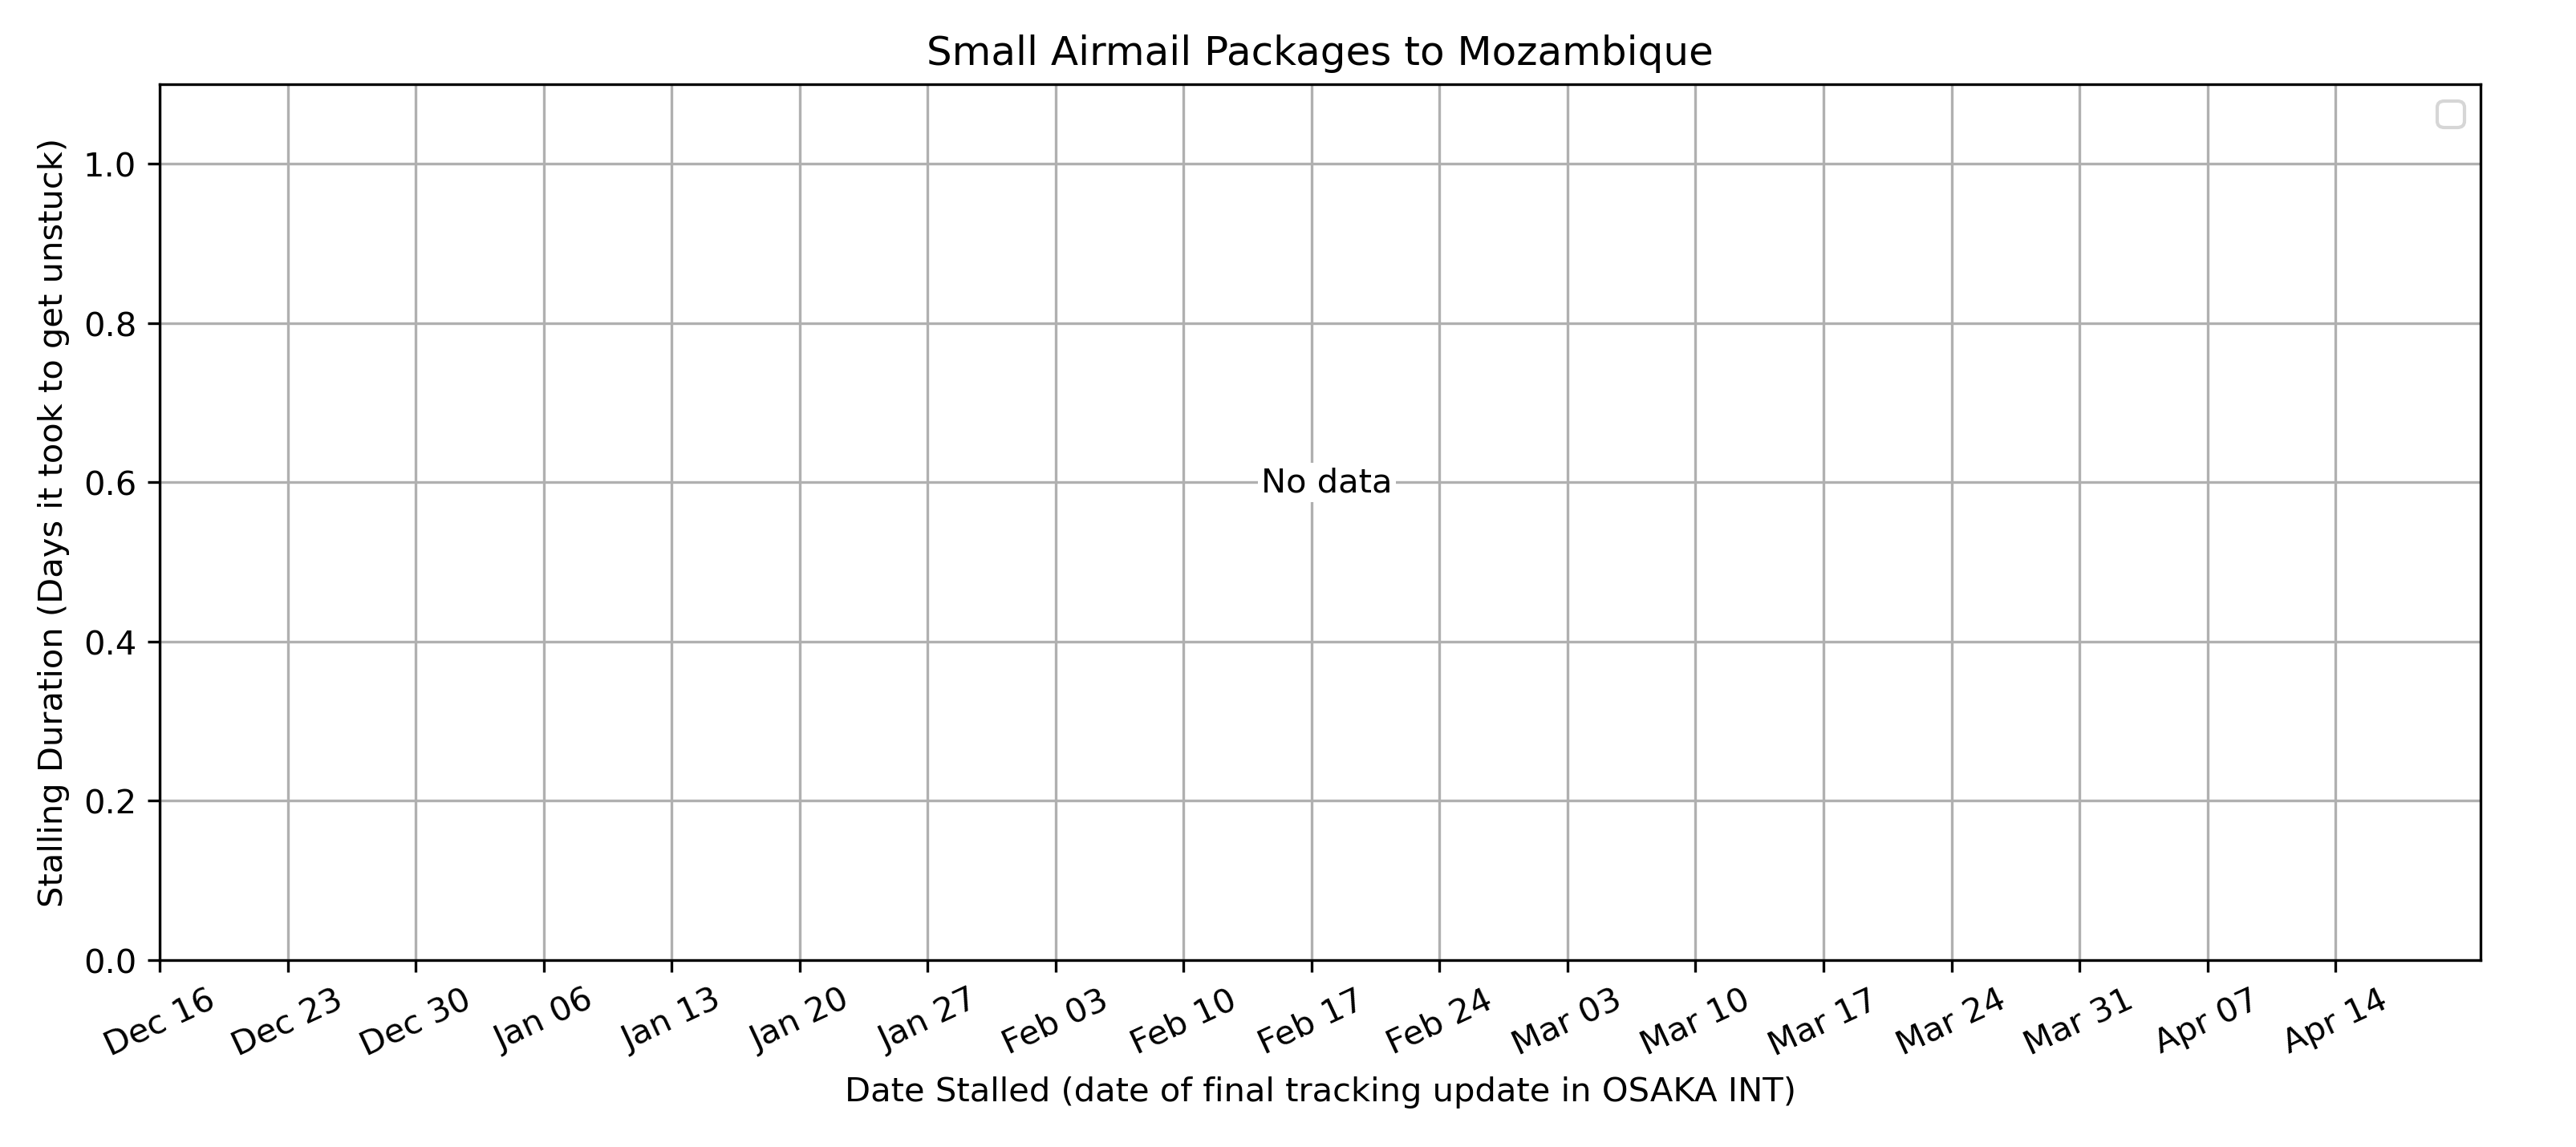 Small Airmail Packages to Mozambique
Stalling Duration (Days it took to get unstuck)
1.0
0.8
0.6
0.4
0.2
0.0
No data
Dec 16 Dec 23 Dec 30 Jan 06 Jan 13 Jan 20 Jan 27 Feb 03 Feb 10 Feb 17 Feb 24 Mar 03 Mar 10 Mar 17 Mar 24 Mar 31 Apr 07 Apr 14
Date Stalled (date of final tracking update in OSAKA INT)